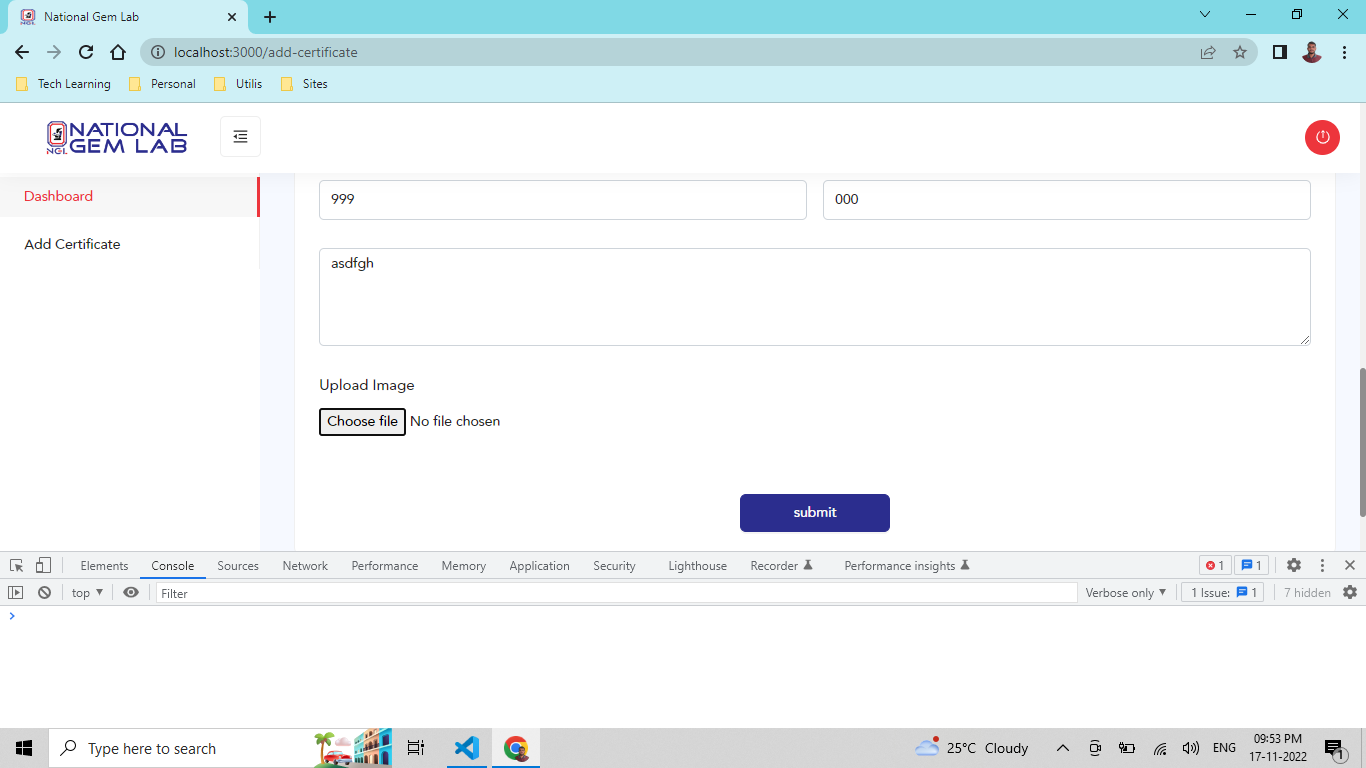 National Gem Lab
localhost:3000/add-certificate
Tech Learning Personal Utilis Sites
NGL NATIONAL GEM LAB
Dashboard
999 000
Add Certificate
asdfgh
Upload Image
Choose file No file chosen
submit
Elements Console Sources Network Performance Memory Application Security Lighthouse Recorder Performance insights 1 1
top Filter Verbose only 1 Issue: 1 7 hidden
Type here to search 25°C Cloudy ENG 09:53 PM
17-11-2022 1